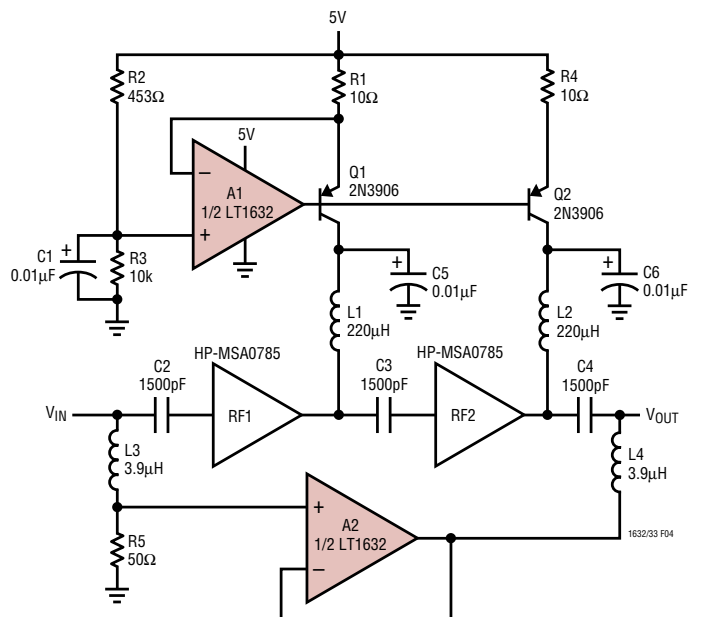 5V
R2
453Ω
R1
10Ω
R4
10Ω
5V
−
A1
1/2 LT1632
+
Q1
2N3906
Q2
2N3906
C1
0.01µF
+
R3
10k
+
C5
0.01µF
+
C6
0.01µF
L1
220µH
L2
220µH
HP-MSA0785
HP-MSA0785
C2
1500pF
C3
1500pF
C4
1500pF
VIN
RF1
RF2
VOUT
L3
3.9µH
L4
3.9µH
+
A2
1/2 LT1632
−
R5
50Ω
1632/33 F04